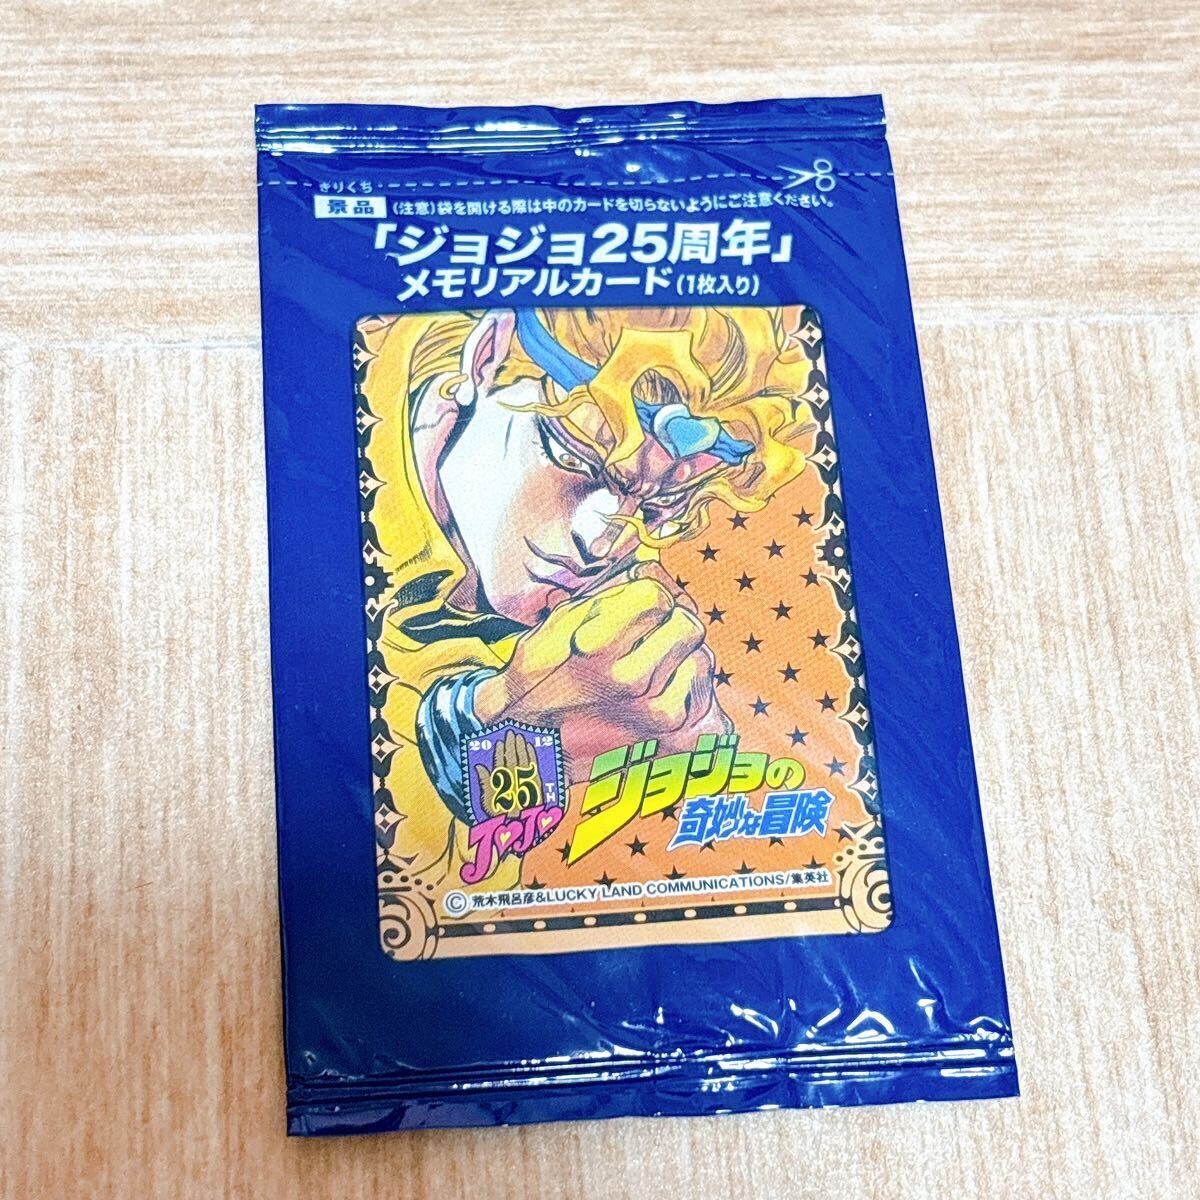 きりくち
景品 (注意)袋を開ける際は中のカードを切らないようにご注意ください。
「ジョジョ25周年」
メモリアルカード(1枚入り)
20 12
25
TH
JOJO
ジョジョの
奇妙な冒険
© 荒木飛呂彦&LUCKY LAND COMMUNICATIONS/集英社